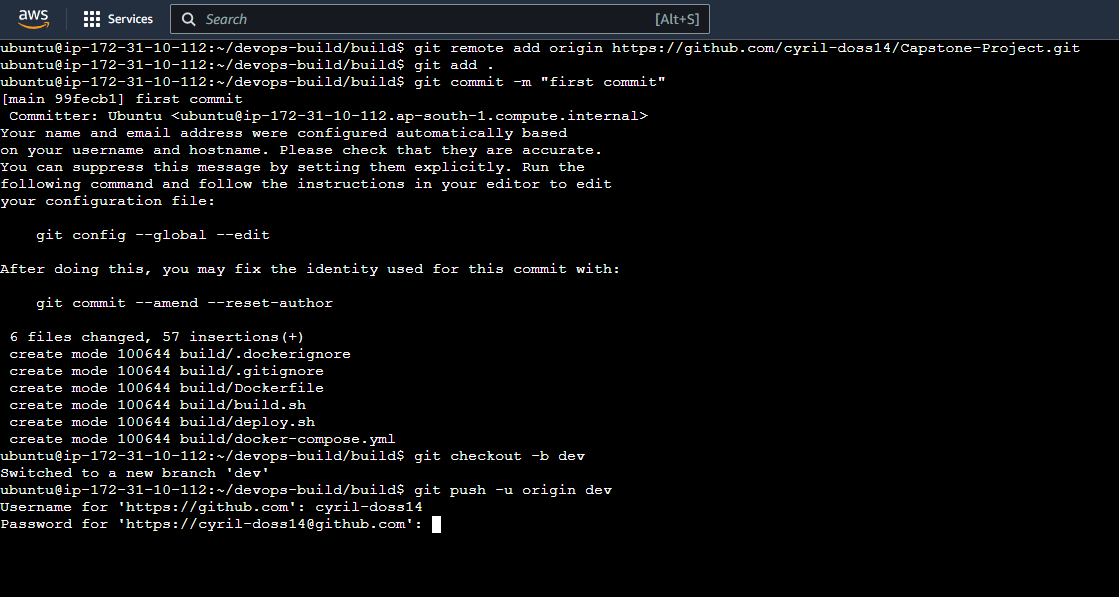 aws
Services
Search
[Alt+S]
ubuntu@ip-172-31-10-112:~/devops-build/build$ git remote add origin https://github.com/cyril-doss14/Capstone-Project.git
ubuntu@ip-172-31-10-112:~/devops-build/build$ git add .
ubuntu@ip-172-31-10-112:~/devops-build/build$ git commit -m "first commit"
[main 99fecb1] first commit
 Committer: Ubuntu <ubuntu@ip-172-31-10-112.ap-south-1.compute.internal>
Your name and email address were configured automatically based
on your username and hostname. Please check that they are accurate.
You can suppress this message by setting them explicitly. Run the
following command and follow the instructions in your editor to edit
your configuration file:

    git config --global --edit

After doing this, you may fix the identity used for this commit with:

    git commit --amend --reset-author

 6 files changed, 57 insertions(+)
 create mode 100644 build/.dockerignore
 create mode 100644 build/.gitignore
 create mode 100644 build/Dockerfile
 create mode 100644 build/build.sh
 create mode 100644 build/deploy.sh
 create mode 100644 build/docker-compose.yml
ubuntu@ip-172-31-10-112:~/devops-build/build$ git checkout -b dev
Switched to a new branch 'dev'
ubuntu@ip-172-31-10-112:~/devops-build/build$ git push -u origin dev
Username for 'https://github.com': cyril-doss14
Password for 'https://cyril-doss14@github.com':